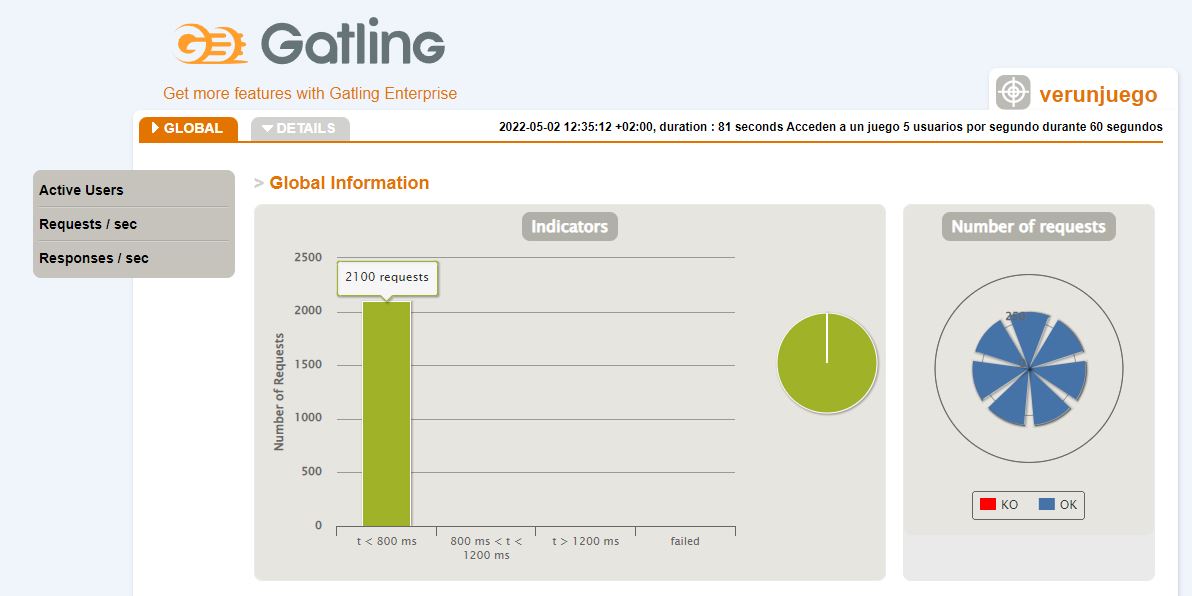 Gatling
Get more features with Gatling Enterprise
verunjuego
GLOBAL
DETAILS
2022-05-02 12:35:12 +02:00, duration : 81 seconds Acceden a un juego 5 usuarios por segundo durante 60 segundos
Active Users
Requests / sec
Responses / sec
> Global Information
Indicators
Number of Requests
2500
2000
1500
1000
500
0
2100 requests
t < 800 ms
800 ms < t <
1200 ms
t > 1200 ms
failed
Number of requests
250
KO
OK